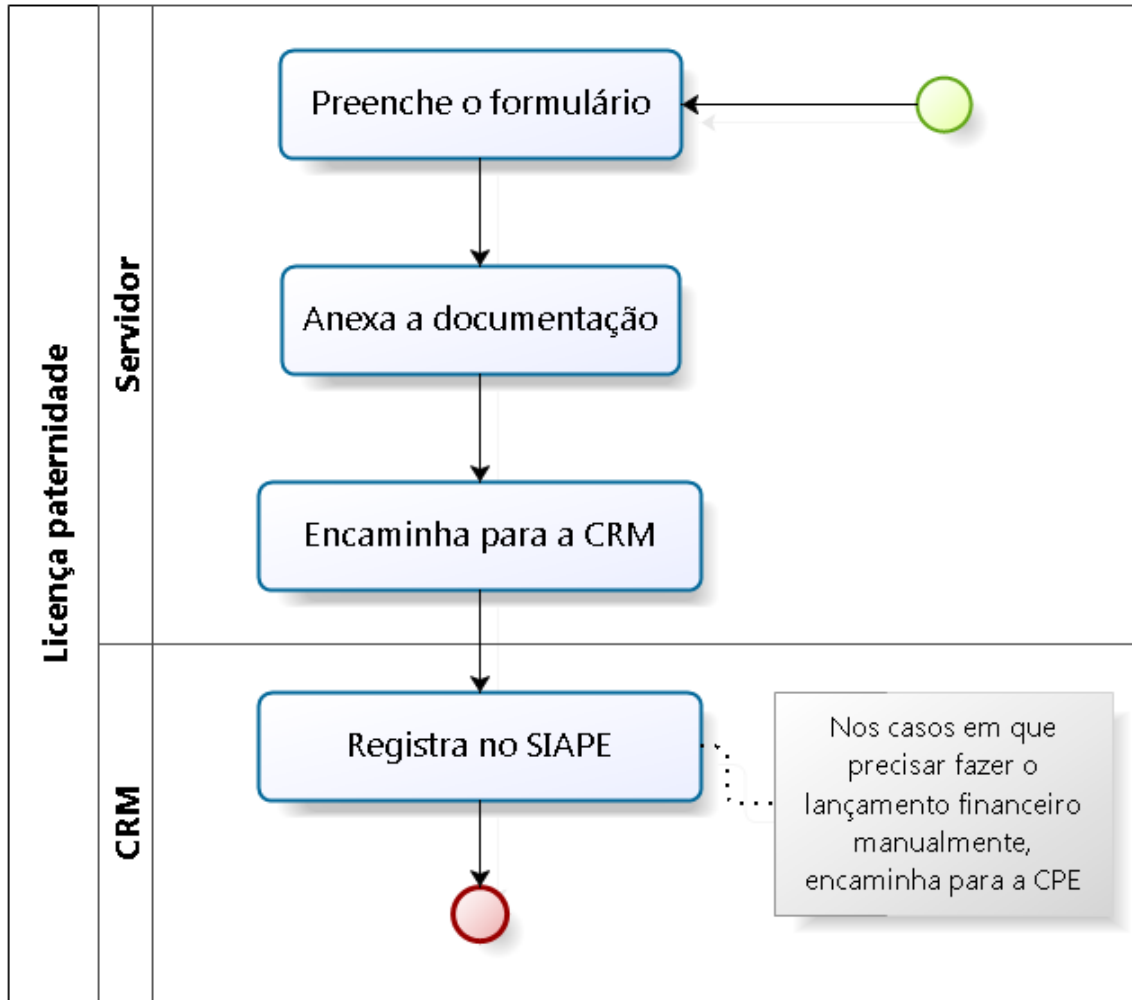 Licença paternidade
Servidor
Preenche o formulário
Anexa a documentação
Encaminha para a CRM
CRM
Registra no SIAPE
Nos casos em que
precisar fazer o
lançamento financeiro
manualmente,
encaminha para a CPE